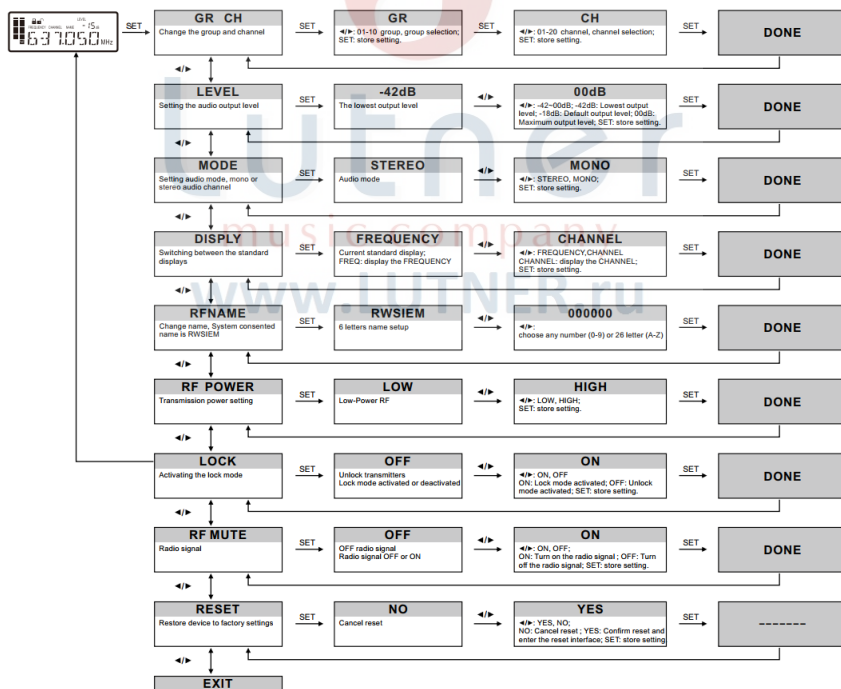 LEVEL
-15 dB
FREQUENCY CHANNEL NAME
637.050 MHz
SET
GR CH
Change the group and channel
SET
GR
◄/►: 01-10 group, group selection;
SET: store setting.
CH
◄/►: 01-20 channel, channel selection;
SET: store setting.
SET
DONE
◄/►
LEVEL
Setting the audio output level
SET
-42dB
The lowest output level
◄/►
00dB
◄/►: -42~00dB; -42dB: Lowest output
level; -18dB: Default output level; 00dB:
Maximum output level; SET: store setting.
SET
DONE
◄/►
MODE
Setting audio mode, mono or
stereo audio channel
SET
STEREO
Audio mode
◄/►
MONO
◄/►: STEREO, MONO;
SET: store setting.
SET
DONE
◄/►
DISPLY
Switching between the standard
displays
SET
FREQUENCY
Current standard display;
FREQ: display the FREQUENCY
◄/►
CHANNEL
◄/►: FREQUENCY,CHANNEL
CHANNEL: display the CHANNEL;
SET: store setting.
SET
DONE
◄/►
RFNAME
Change name, System consented
name is RWSIEM
SET
RWSIEM
6 letters name setup
◄/►
000000
◄/►:
choose any number (0-9) or 26 letter (A-Z)
SET
DONE
◄/►
RF POWER
Transmission power setting
SET
LOW
Low-Power RF
◄/►
HIGH
◄/►: LOW, HIGH;
SET: store setting.
SET
DONE
◄/►
LOCK
Activating the lock mode
SET
OFF
Unlock transmitters
Lock mode activated or deactivated
◄/►
ON
◄/►: ON, OFF
ON: Lock mode activated; OFF: Unlock
mode activated; SET: store setting.
SET
DONE
◄/►
RF MUTE
Radio signal
SET
OFF
OFF radio signal
Radio signal OFF or ON
◄/►
ON
◄/►: ON, OFF;
ON: Turn on the radio signal ; OFF: Turn
off the radio signal; SET: store setting.
SET
DONE
◄/►
RESET
Restore device to factory settings
SET
NO
Cancel reset
◄/►
YES
◄/►: YES, NO;
NO: Cancel reset ; YES: Confirm reset and
enter the reset interface; SET: store setting
SET
-------
◄/►
EXIT
Lutner
music company
www.LUTNER.ru